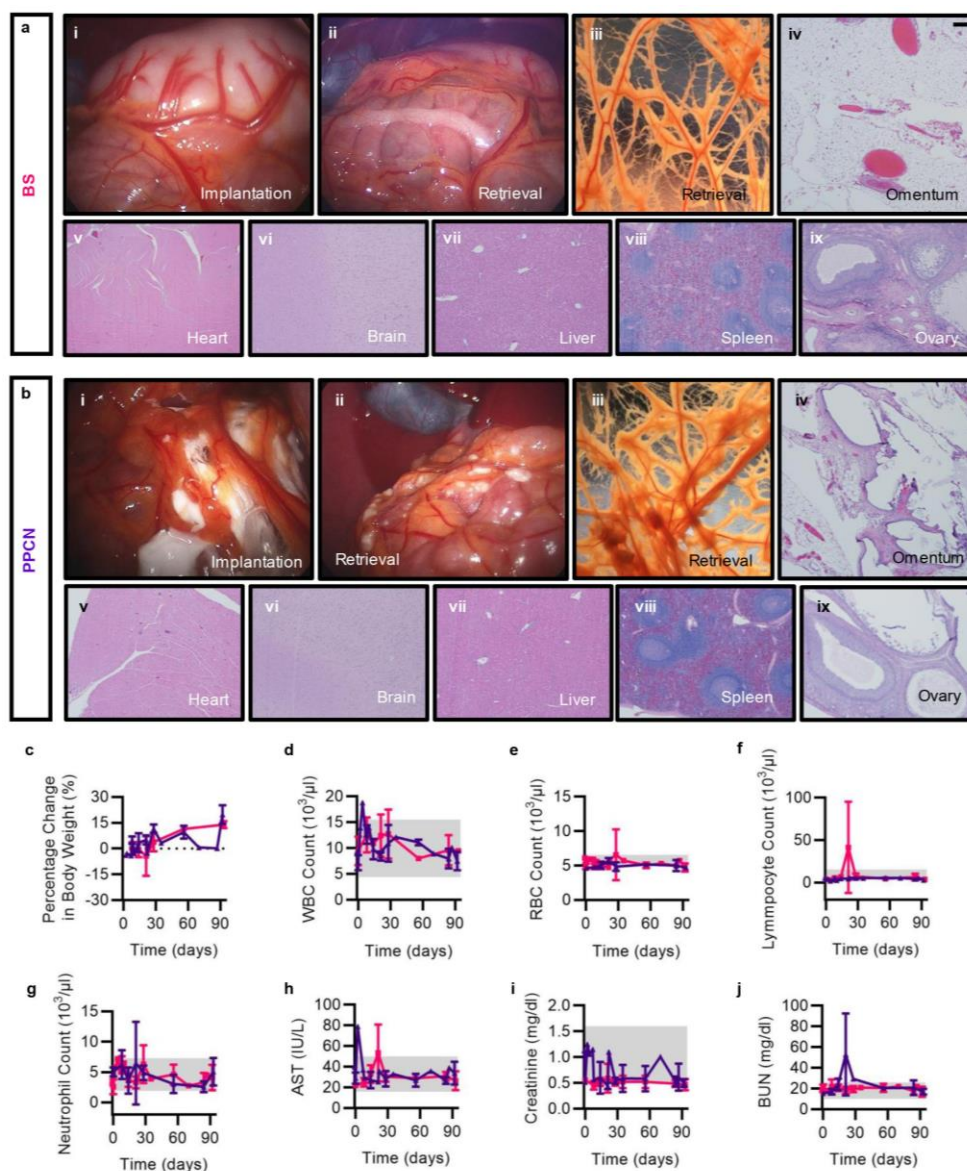 a
BS
i
Implantation
ii
Retrieval
iii
Retrieval
iv
Omentum
v
Heart
vi
Brain
vii
Liver
viii
Spleen
ix
Ovary
b
PPCN
i
Implantation
ii
Retrieval
iii
Retrieval
iv
Omentum
v
Heart
vi
Brain
vii
Liver
viii
Spleen
ix
Ovary
c
Percentage Change
in Body Weight (%)
30
15
0
-15
-30
0 30 60 90
Time (days)
d
WBC Count (10³/µl)
20
15
10
5
0
0 30 60 90
Time (days)
e
RBC Count (10³/µl)
15
10
5
0
0 30 60 90
Time (days)
f
Lymmpocyte Count (10³/µl)
100
50
0
0 30 60 90
Time (days)
g
Neutrophil Count (10³/µl)
15
10
5
0
0 30 60 90
Time (days)
h
AST (IU/L)
100
80
60
40
20
0
0 30 60 90
Time (days)
i
Creatinine (mg/dl)
2.0
1.5
1.0
0.5
0.0
0 30 60 90
Time (days)
j
BUN (mg/dl)
100
80
60
40
20
0
0 30 60 90
Time (days)